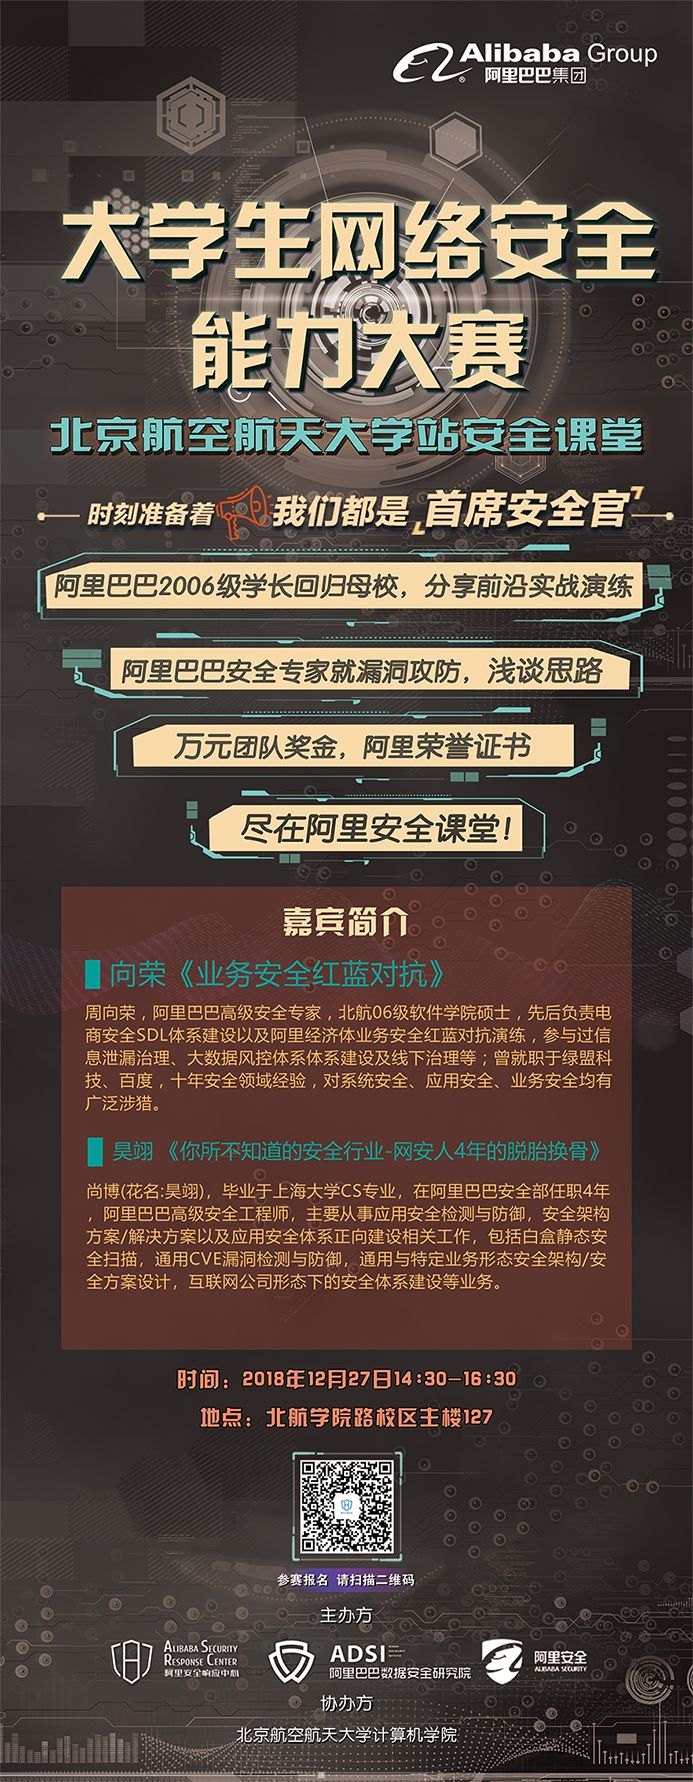 Alibaba Group
阿里巴巴集团
大学生网络安全
能力大赛
北京航空航天大学站安全课堂
时刻准备着 我们都是「首席安全官」
阿里巴巴2006级学长回归母校，分享前沿实战演练
阿里巴巴安全专家就漏洞攻防，浅谈思路
万元团队奖金，阿里荣誉证书
尽在阿里安全课堂！
嘉宾简介
向荣《业务安全红蓝对抗》
周向荣，阿里巴巴高级安全专家，北航06级软件学院硕士，先后负责电
商安全SDL体系建设以及阿里经济体业务安全红蓝对抗演练，参与过信
息泄漏治理、大数据风控体系体系建设及线下治理等；曾就职于绿盟科
技、百度，十年安全领域经验，对系统安全、应用安全、业务安全均有
广泛涉猎。
昊翊 《你所不知道的安全行业-网安人4年的脱胎换骨》
尚博(花名:昊翊)，毕业于上海大学CS专业，在阿里巴巴安全部任职4年
，阿里巴巴高级安全工程师，主要从事应用安全检测与防御，安全架构
方案/解决方案以及应用安全体系正向建设相关工作，包括白盒静态安
全扫描，通用CVE漏洞检测与防御，通用与特定业务形态安全架构/安
全方案设计，互联网公司形态下的安全体系建设等业务。
时间：2018年12月27日14:30-16:30
地点：北航学院路校区主楼127
参赛报名 请扫描二维码
主办方
ALIBABA SECURITY
RESPONSE CENTER
阿里安全响应中心
ADSI
阿里巴巴数据安全研究院
阿里安全
ALIBABA SECURITY
协办方
北京航空航天大学计算机学院